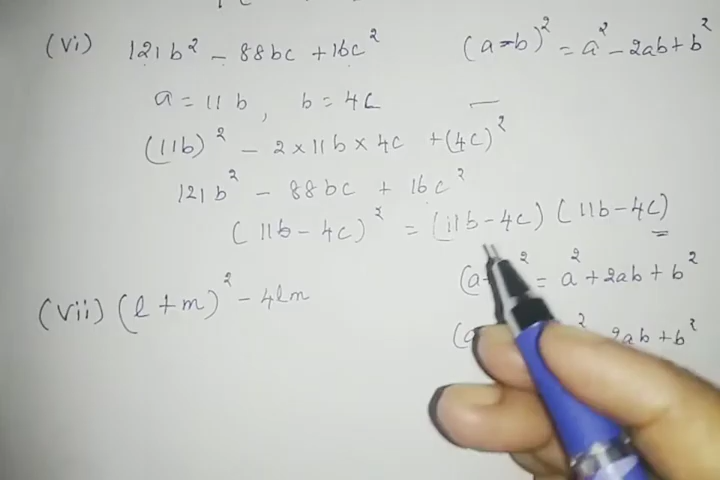 (vi) 121b² - 88bc + 16c² (a-b)² = a² - 2ab + b²
a = 11b, b = 4c
(11b)² - 2 × 11b × 4c + (4c)²
121b² - 88bc + 16c²
(11b - 4c)² = (11b - 4c) (11b - 4c)
(a ² = a² + 2ab + b²
(vii) (l + m)² - 4lm
(a ² 2ab + b²